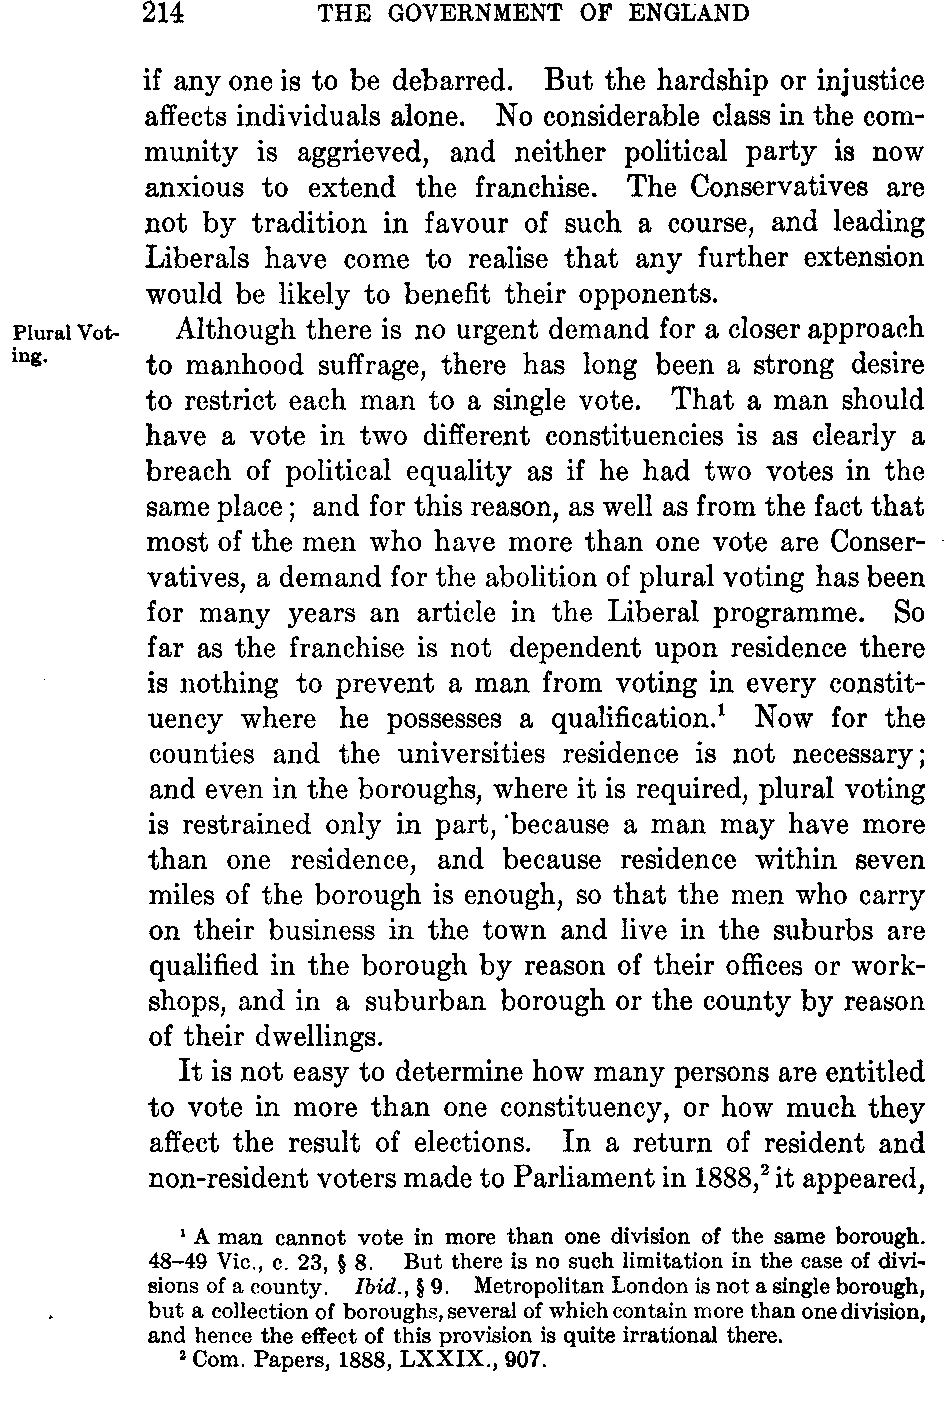 214 THE GOVERNMENT OF ENGLAND
if any one is to be debarred. But the hardship or injustice
affects individuals alone. No considerable class in the com-
munity is aggrieved, and neither political party is now
anxious to extend the franchise. The Conservatives are
not by tradition in favour of such a course, and leading
Liberals have come to realise that any further extension
would be likely to benefit their opponents.
Plural Vot-
ing.
Although there is no urgent demand for a closer approach
to manhood suffrage, there has long been a strong desire
to restrict each man to a single vote. That a man should
have a vote in two different constituencies is as clearly a
breach of political equality as if he had two votes in the
same place; and for this reason, as well as from the fact that
most of the men who have more than one vote are Conser-
vatives, a demand for the abolition of plural voting has been
for many years an article in the Liberal programme. So
far as the franchise is not dependent upon residence there
is nothing to prevent a man from voting in every constit-
uency where he possesses a qualification.¹ Now for the
counties and the universities residence is not necessary;
and even in the boroughs, where it is required, plural voting
is restrained only in part, because a man may have more
than one residence, and because residence within seven
miles of the borough is enough, so that the men who carry
on their business in the town and live in the suburbs are
qualified in the borough by reason of their offices or work-
shops, and in a suburban borough or the county by reason
of their dwellings.
It is not easy to determine how many persons are entitled
to vote in more than one constituency, or how much they
affect the result of elections. In a return of resident and
non-resident voters made to Parliament in 1888,² it appeared,
¹ A man cannot vote in more than one division of the same borough.
48–49 Vic., c. 23, § 8. But there is no such limitation in the case of divi-
sions of a county. Ibid., § 9. Metropolitan London is not a single borough,
but a collection of boroughs, several of which contain more than one division,
and hence the effect of this provision is quite irrational there.
² Com. Papers, 1888, LXXIX., 907.